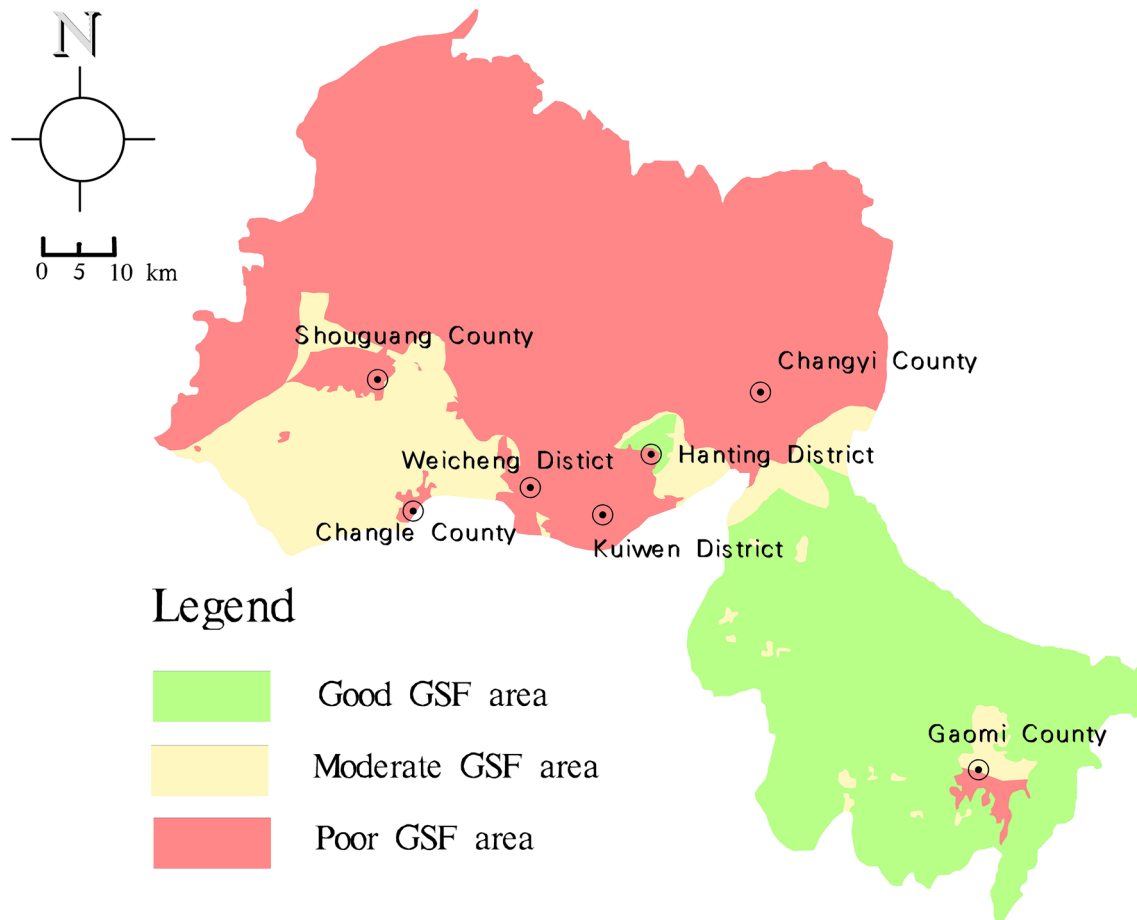 N
0 5 10 km
Shouguang County
Changyi County
Weicheng Distict
Hanting District
Changle County
Kuiwen District
Legend
Good GSF area
Moderate GSF area
Poor GSF area
Gaomi County